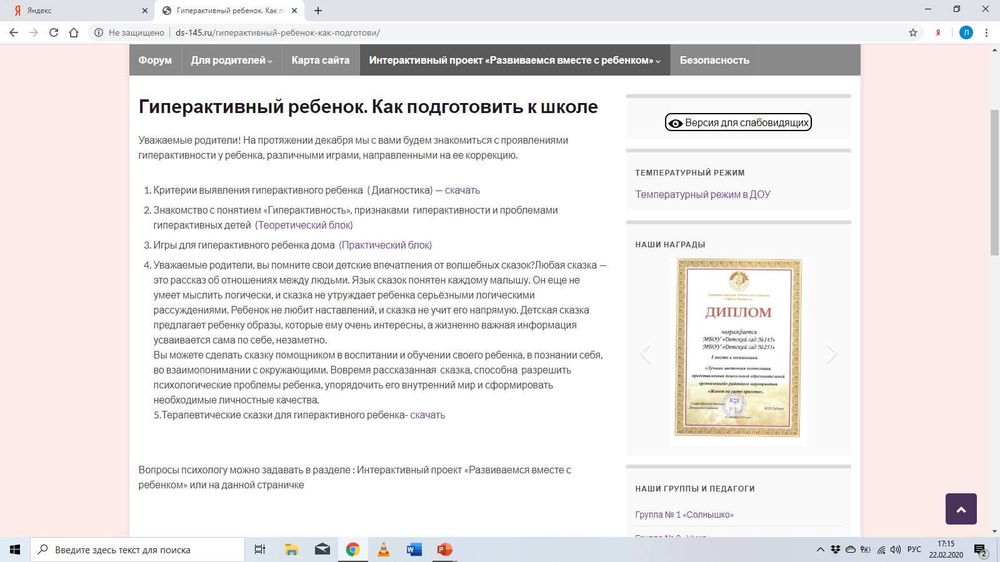 Яндекс
Гиперактивный ребенок. Как по
Не защищено
ds-145.ru/гиперактивный-ребенок-как-подготови/
Л
Форум
Для родителей
Карта сайта
Интерактивный проект «Развиваемся вместе с ребенком»
Безопасность
Гиперактивный ребенок. Как подготовить к школе
Уважаемые родители! На протяжении декабря мы с вами будем знакомиться с проявлениями
гиперактивности у ребенка, различными играми, направленными на ее коррекцию.
1. Критерии выявления гиперактивного ребенка ( Диагностика) — скачать
2. Знакомство с понятием «Гиперактивность», признаками гиперактивности и проблемами
гиперактивных детей (Теоретический блок)
3. Игры для гиперактивного ребенка дома (Практический блок)
4. Уважаемые родители, вы помните свои детские впечатления от волшебных сказок?Любая сказка —
это рассказ об отношениях между людьми. Язык сказок понятен каждому малышу. Он еще не
умеет мыслить логически, и сказка не утруждает ребенка серьёзными логическими
рассуждениями. Ребенок не любит наставлений, и сказка не учит его напрямую. Детская сказка
предлагает ребенку образы, которые ему очень интересны, а жизненно важная информация
усваивается сама по себе, незаметно.
Вы можете сделать сказку помощником в воспитании и обучении своего ребенка, в познании себя,
во взаимопонимании с окружающими. Вовремя рассказанная сказка, способна разрешить
психологические проблемы ребенка, упорядочить его внутренний мир и сформировать
необходимые личностные качества.
5.Терапевтические сказки для гиперактивного ребенка- скачать
Вопросы психологу можно задавать в разделе : Интерактивный проект «Развиваемся вместе с
ребенком» или на данной страничке
Версия для слабовидящих
ТЕМПЕРАТУРНЫЙ РЕЖИМ
Температурный режим в ДОУ
НАШИ НАГРАДЫ
Администрация Ленинского района
города Барнаула
ДИПЛОМ
награждается
МБОУ «Детский сад №145»
МБОУ «Детский сад №251»
I место в номинации
«Лучшая цветочная композиция,
представленная дошкольной образовательной
организацией» районного мероприятия
«Живет на свете красота».
Глава администрации
Ленинского района
НАШИ ГРУППЫ И ПЕДАГОГИ
Группа № 1 «Солнышко»
Введите здесь текст для поиска
РУС
17:15
22.02.2020
2